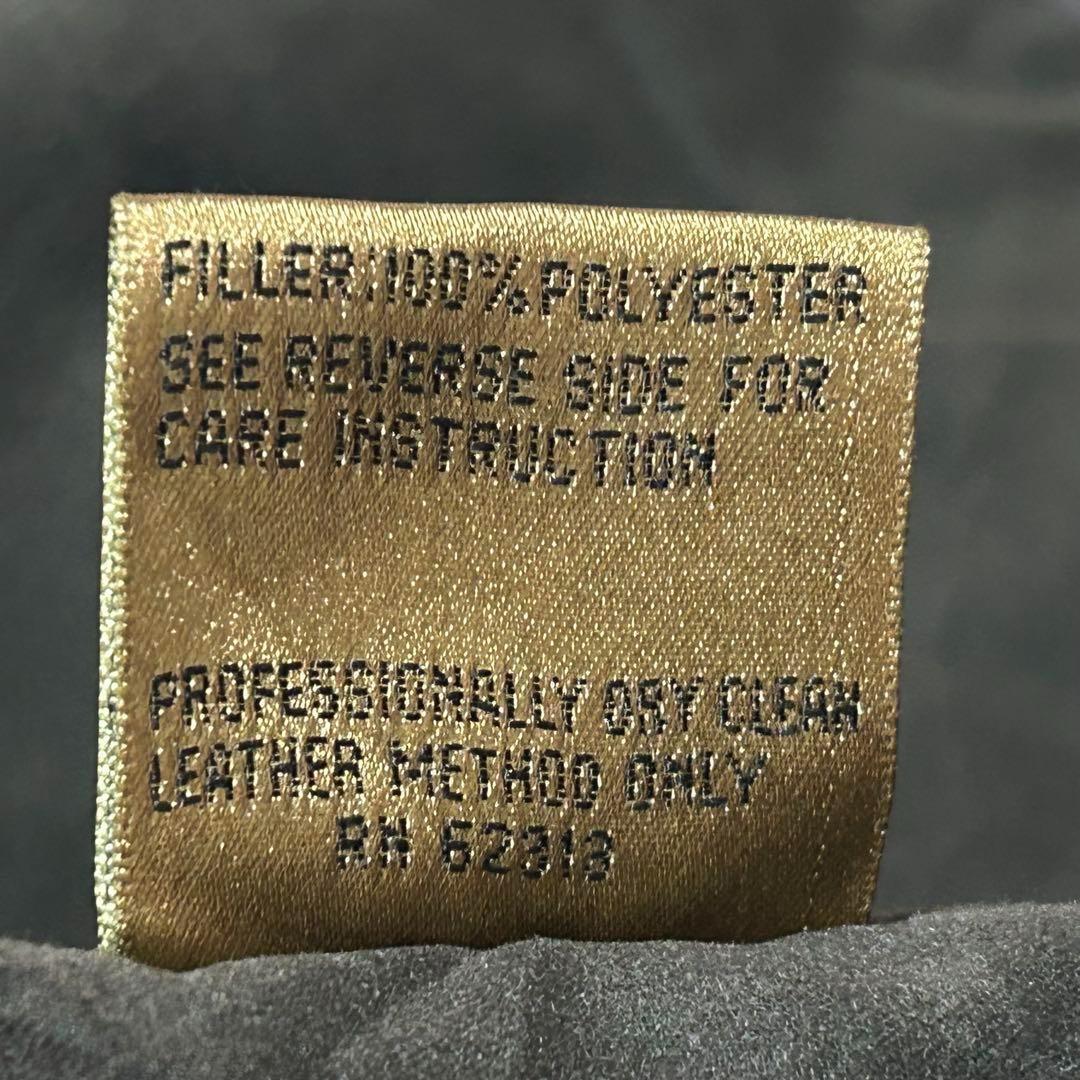 FILLER:100% POLYESTER
SEE REVERSE SIDE FOR
CARE INSTRUCTION
PROFESSIONALLY DRY CLEAN
LEATHER METHOD ONLY
RN 62313